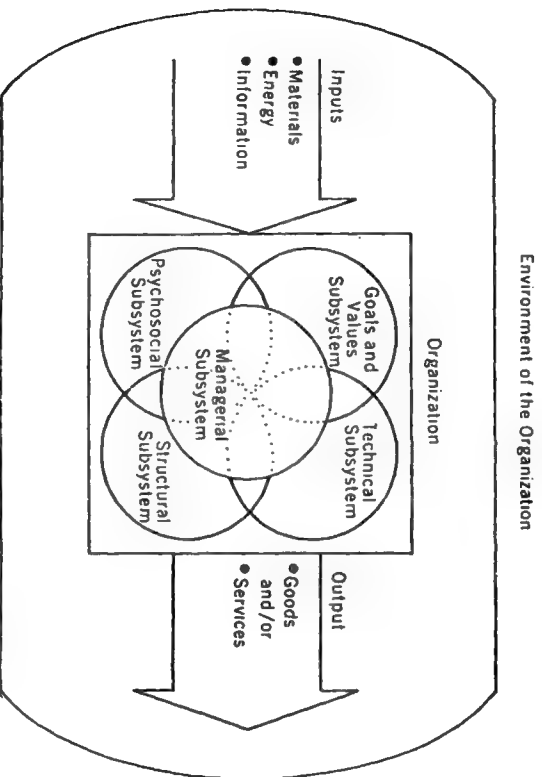 Environment of the Organization
Organization
Inputs
• Materials
• Energy
• Information
Goals and
Values
Subsystem
Technical
Subsystem
Managerial
Subsystem
Psychosocial
Subsystem
Structural
Subsystem
Output
• Goods
and/or
• Services